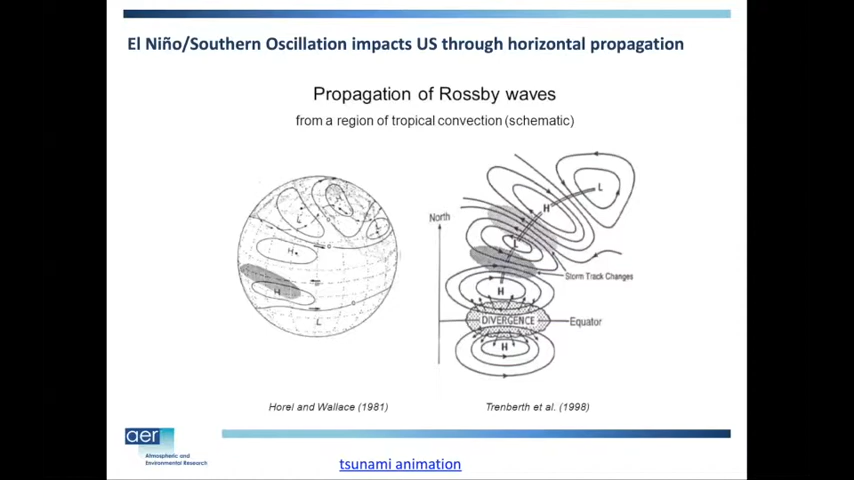 El Niño/Southern Oscillation impacts US through horizontal propagation
Propagation of Rossby waves
from a region of tropical convection (schematic)
H
L
L
H
H
L
North
L
H
L
Storm Track Changes
H
DIVERGENCE
Equator
H
Horel and Wallace (1981)
Trenberth et al. (1998)
aer
Atmospheric and
Environmental Research
tsunami animation